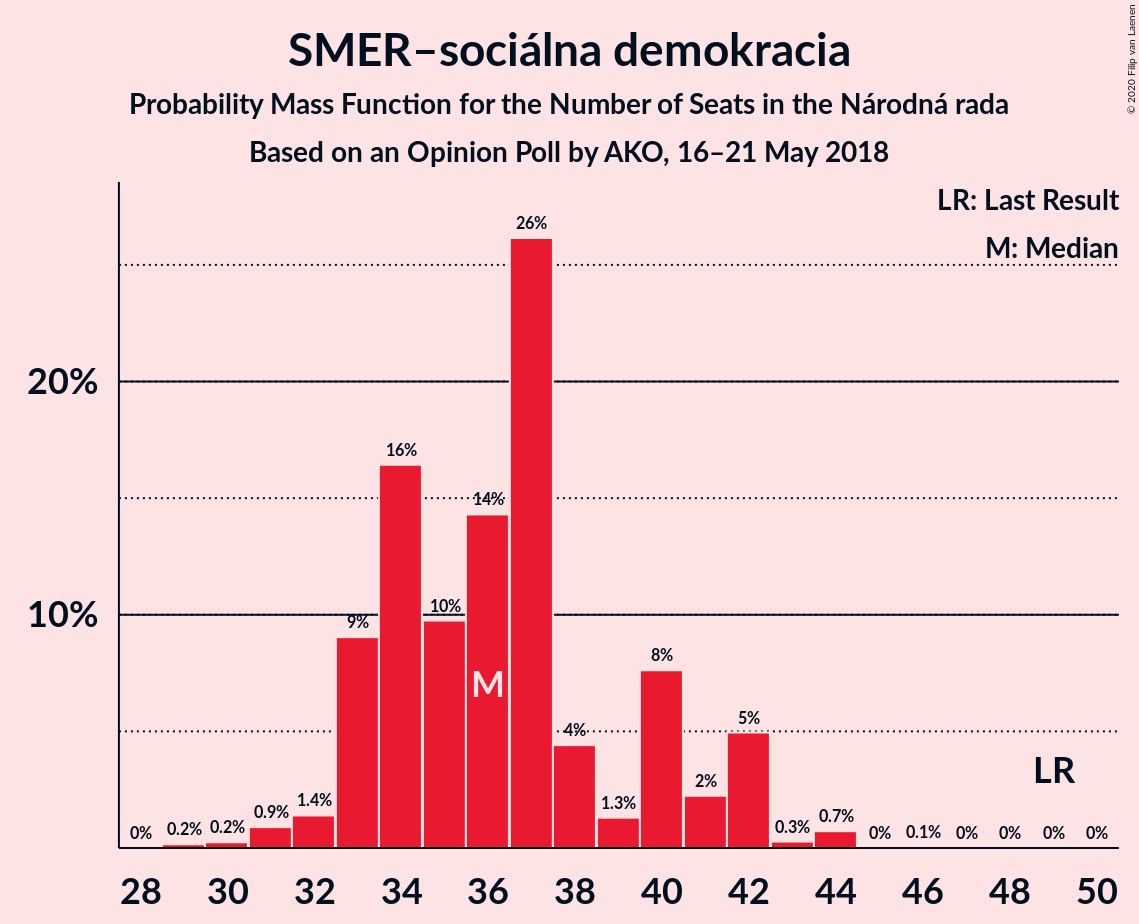 SMER–sociálna demokracia
Probability Mass Function for the Number of Seats in the Národná rada
Based on an Opinion Poll by AKO, 16–21 May 2018
© 2020 Filip van Laenen
LR: Last Result
M: Median
20%
10%
0%
0.2%
0.2%
0.9%
1.4%
9%
16%
10%
14%
26%
4%
1.3%
8%
2%
5%
0.3%
0.7%
0%
0.1%
0%
0%
0%
0%
M
LR
28 30 32 34 36 38 40 42 44 46 48 50